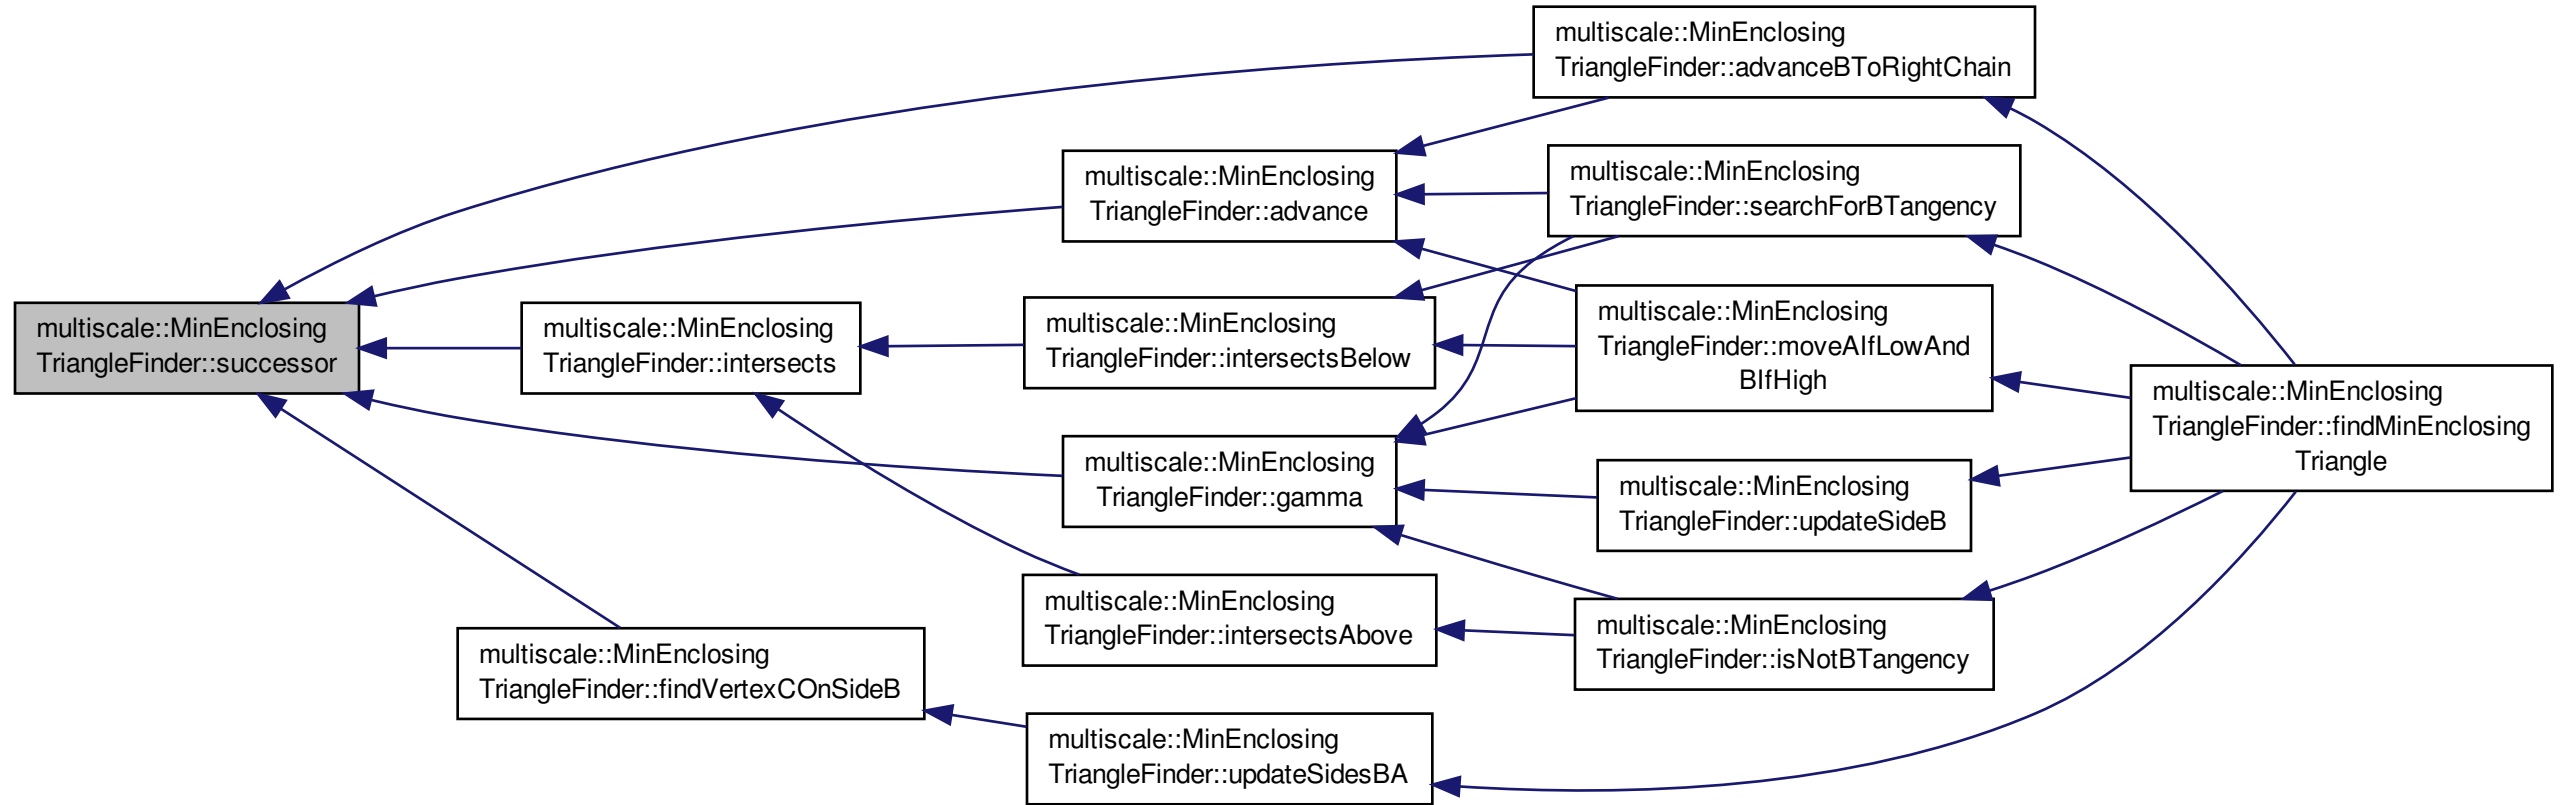 multiscale::MinEnclosing
TriangleFinder::successor
multiscale::MinEnclosing
TriangleFinder::advanceBToRightChain
multiscale::MinEnclosing
TriangleFinder::advance
multiscale::MinEnclosing
TriangleFinder::searchForBTangency
multiscale::MinEnclosing
TriangleFinder::intersects
multiscale::MinEnclosing
TriangleFinder::intersectsBelow
multiscale::MinEnclosing
TriangleFinder::moveAIfLowAnd
BIfHigh
multiscale::MinEnclosing
TriangleFinder::gamma
multiscale::MinEnclosing
TriangleFinder::updateSideB
multiscale::MinEnclosing
TriangleFinder::findMinEnclosing
Triangle
multiscale::MinEnclosing
TriangleFinder::intersectsAbove
multiscale::MinEnclosing
TriangleFinder::isNotBTangency
multiscale::MinEnclosing
TriangleFinder::findVertexCOnSideB
multiscale::MinEnclosing
TriangleFinder::updateSidesBA